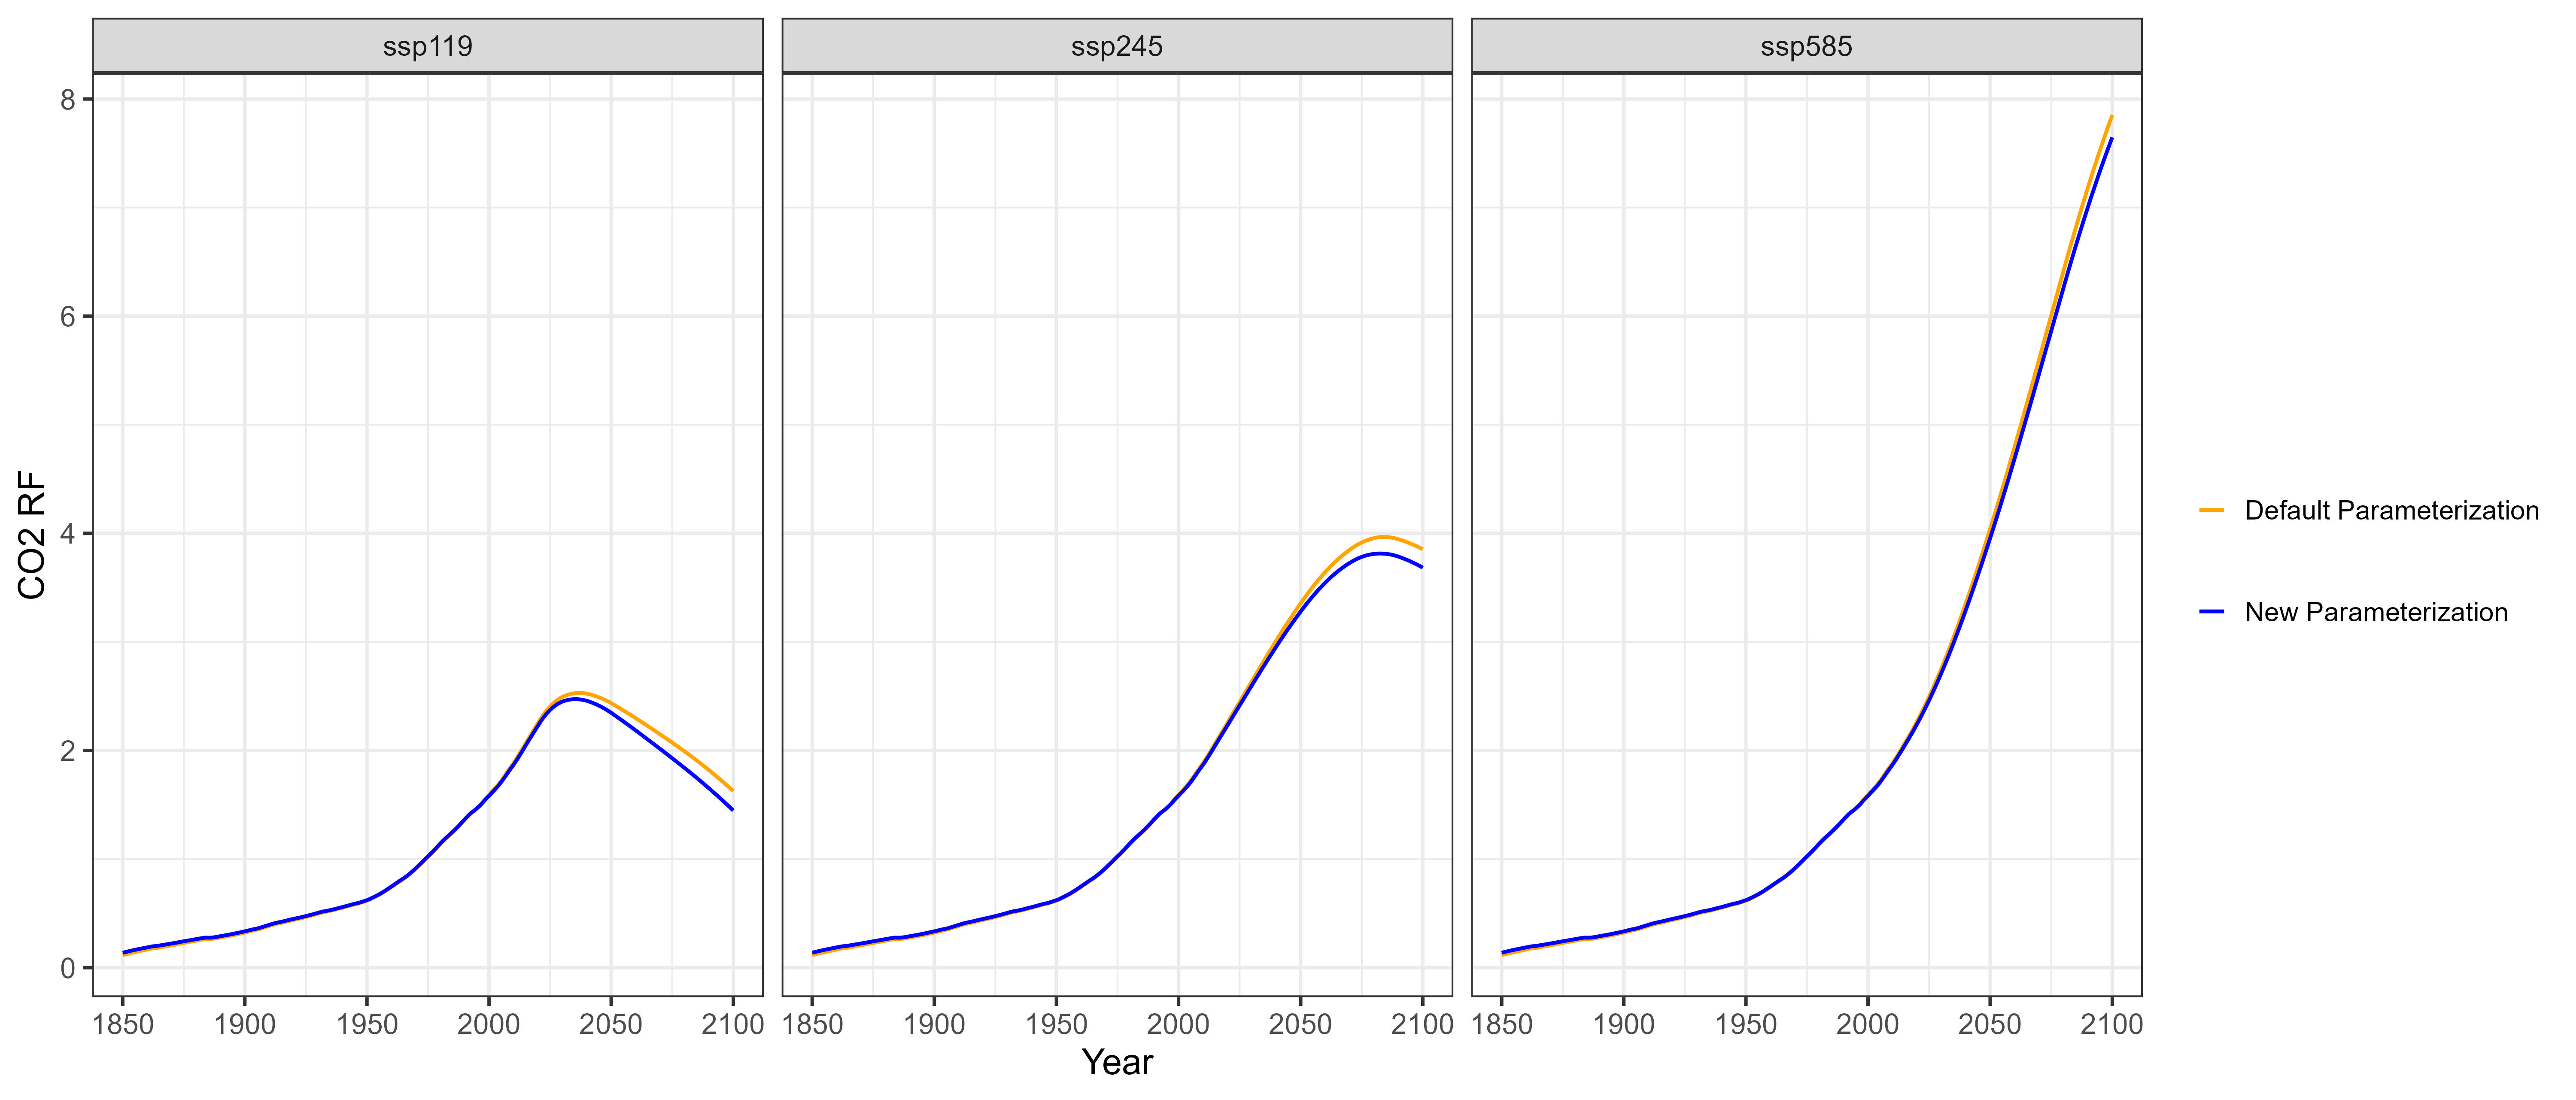 ssp119 ssp245 ssp585
8
6
4
2
0
CO2 RF
Default Parameterization
New Parameterization
1850 1900 1950 2000 2050 2100 1850 1900 1950 2000 2050 2100 1850 1900 1950 2000 2050 2100
Year